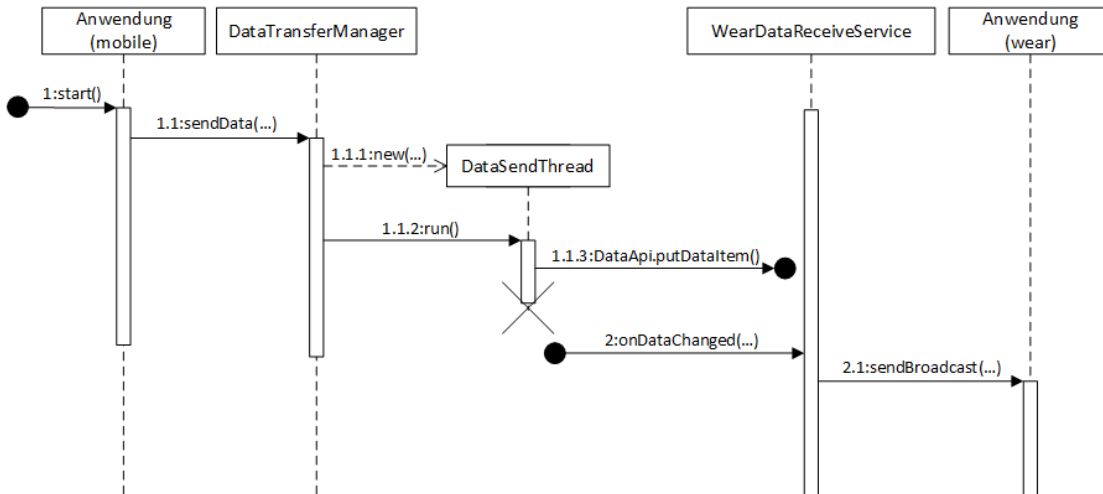 Anwendung
(mobile)
DataTransferManager
WearDataReceiveService
Anwendung
(wear)
1:start()
1.1:sendData(...)
1.1.1:new(...)
DataSendThread
1.1.2:run()
1.1.3:DataApi.putDataItem()
2:onDataChanged(...)
2.1:sendBroadcast(...)